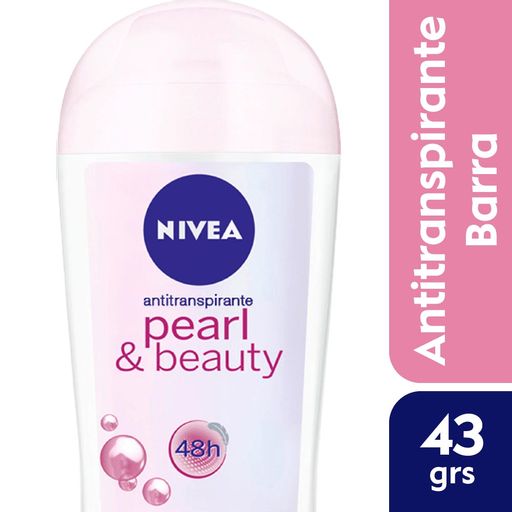 NIVEA
antitranspirante
pearl
& beauty
48h
Antitranspirante
Barra
43
grs